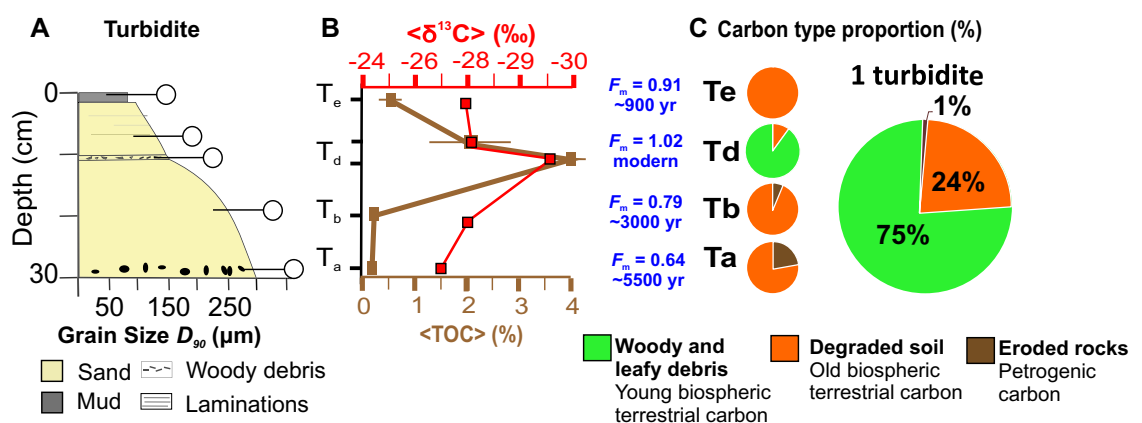 A
Turbidite
0
30
Depth (cm)
50
150
250
Grain Size D90 (µm)
Sand
Woody debris
Mud
Laminations
B
<δ13C> (‰)
-24
-26
-28
-29
-30
Te
Td
Tb
Ta
0
1
2
3
4
<TOC> (%)
C
Carbon type proportion (%)
Fm = 0.91
~900 yr
Te
Fm = 1.02
modern
Td
Fm = 0.79
~3000 yr
Tb
Fm = 0.64
~5500 yr
Ta
1 turbidite
1%
24%
75%
Woody and
leafy debris
Young biospheric
terrestrial carbon
Degraded soil
Old biospheric
terrestrial carbon
Eroded rocks
Petrogenic
carbon